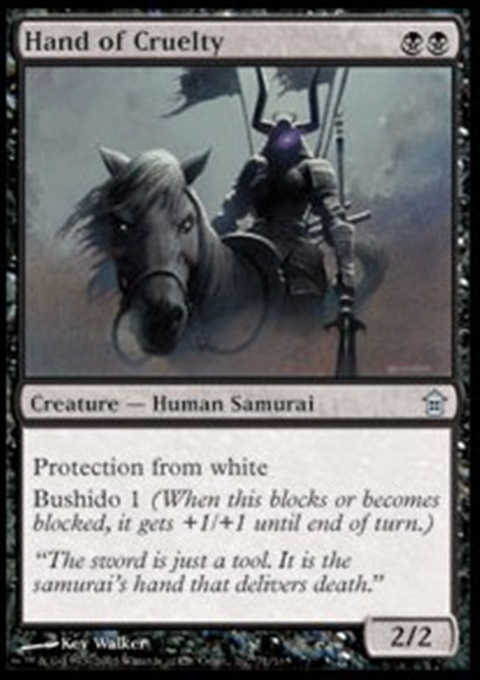 Hand of Cruelty
Creature — Human Samurai
Protection from white
Bushido 1 (When this blocks or becomes
blocked, it gets +1/+1 until end of turn.)
“The sword is just a tool. It is the
samurai’s hand that delivers death.”
2/2
Kev Walker